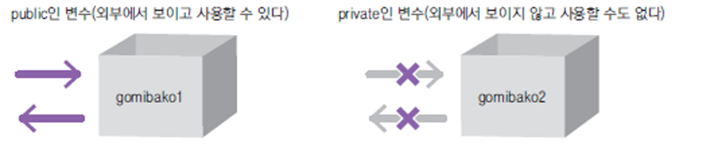 public인 변수(외부에서 보이고 사용할 수 있다)
private인 변수(외부에서 보이지 않고 사용할 수도 없다)
gomibako1
gomibako2